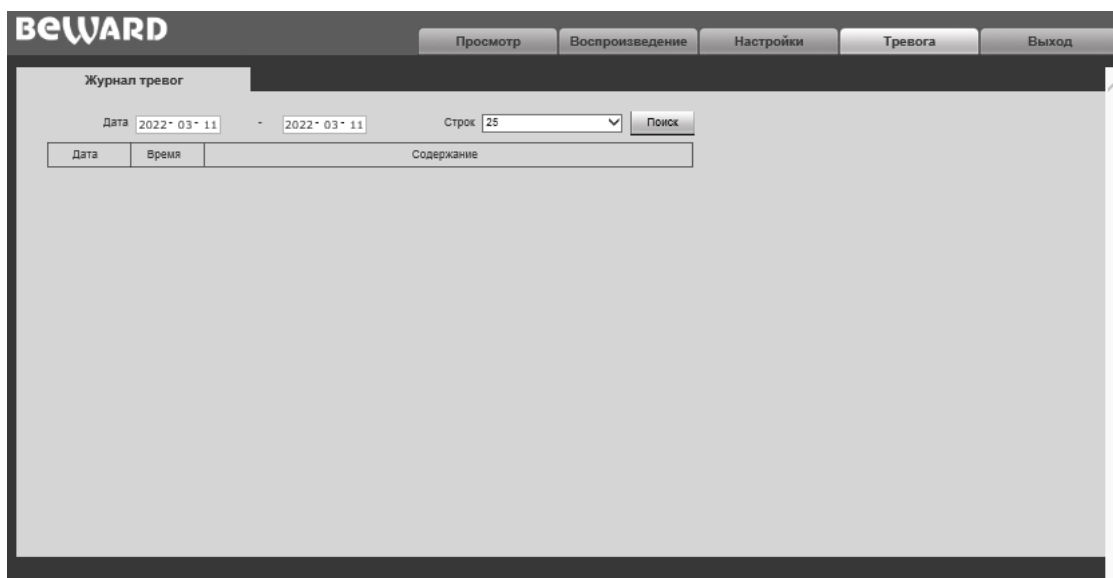 BEWARD
Просмотр Воспроизведение Настройки Тревога Выход
Журнал тревог
Дата 2022- 03- 11 - 2022- 03- 11 Строк 25 Поиск
Дата Время Содержание